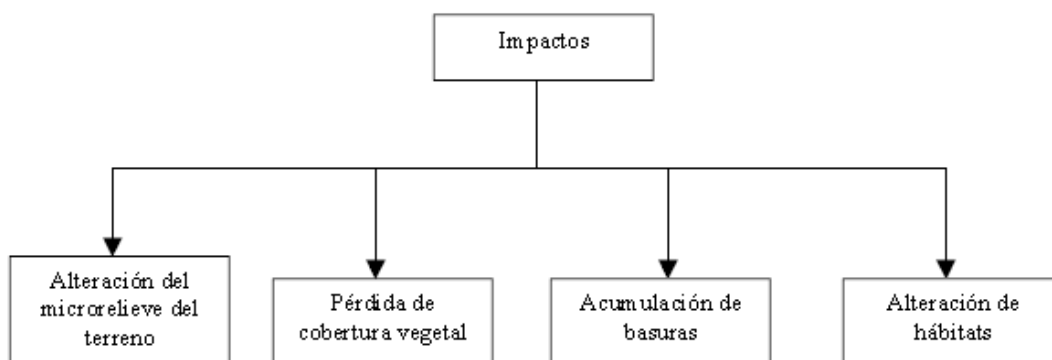 Impactos
Alteración del
microrelieve del
terreno
Pérdida de
cobertura vegetal
Acumulación de
basuras
Alteración de
hábitats